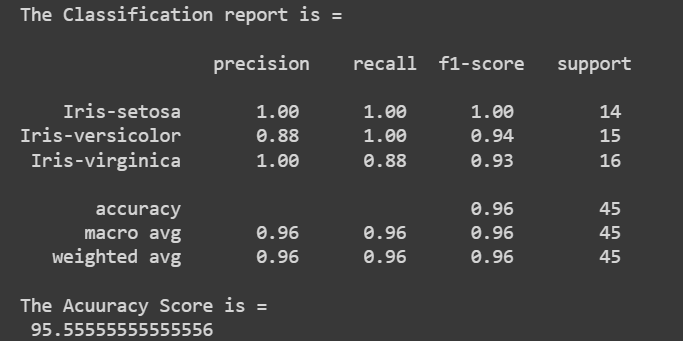 The Classification report is =
precision recall f1-score support
Iris-setosa 1.00 1.00 1.00 14
Iris-versicolor 0.88 1.00 0.94 15
Iris-virginica 1.00 0.88 0.93 16
accuracy 0.96 45
macro avg 0.96 0.96 0.96 45
weighted avg 0.96 0.96 0.96 45
The Acuuracy Score is =
95.55555555555556